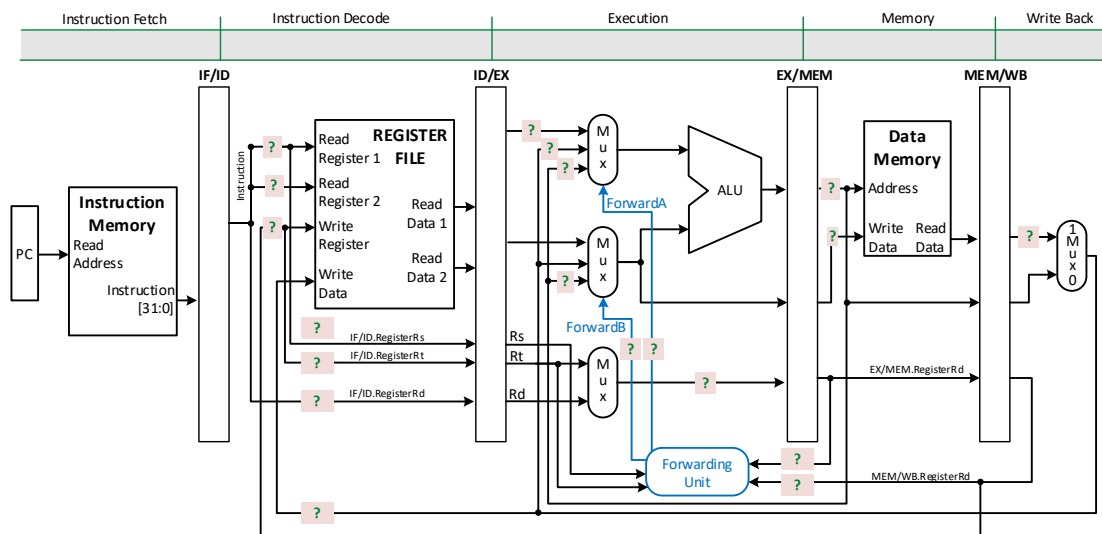 Instruction Fetch
Instruction Decode
Execution
Memory
Write Back
IF/ID
ID/EX
EX/MEM
MEM/WB
PC
Instruction
Memory
Read
Address
Instruction
[31:0]
Instruction
?
?
?
REGISTER
FILE
Read
Register 1
Read
Register 2
Write
Register
Write
Data
Read
Data 1
Read
Data 2
?
IF/ID.RegisterRs
IF/ID.RegisterRt
?
IF/ID.RegisterRd
?
Rs
Rt
Rd
?
?
?
Mux
ForwardA
?
Mux
ForwardB
?
?
Mux
?
ALU
Forwarding
Unit
?
?
EX/MEM.RegisterRd
MEM/WB.RegisterRd
?
?
Data
Memory
Address
Write
Data
Read
Data
?
1
Mux
0